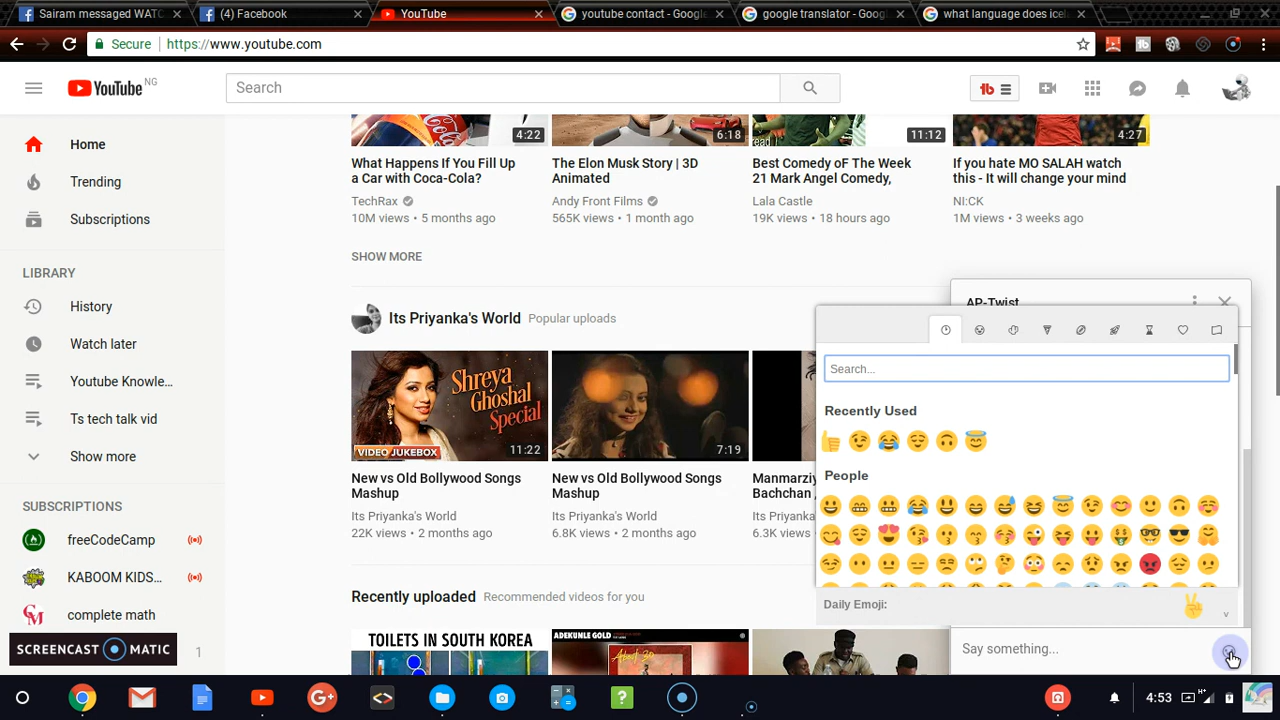 Sairam messaged WATC
(4) Facebook
YouTube
youtube contact - Google
google translator - Google
what language does icel
Secure
https://www.youtube.com
YouTube NG
Search
tb
Home
Trending
Subscriptions
LIBRARY
History
Watch later
Youtube Knowle...
Ts tech talk vid
Show more
SUBSCRIPTIONS
freeCodeCamp
KABOOM KIDS...
complete math
SCREENCAST MATIC
1
4:22
6:18
11:12
4:27
What Happens If You Fill Up
a Car with Coca-Cola?
TechRax
10M views • 5 months ago
The Elon Musk Story | 3D
Animated
Andy Front Films
565K views • 1 month ago
Best Comedy oF The Week
21 Mark Angel Comedy,
Lala Castle
19K views • 18 hours ago
If you hate MO SALAH watch
this - It will change your mind
NI:CK
1M views • 3 weeks ago
SHOW MORE
Its Priyanka's World Popular uploads
Shreya
Ghoshal
Special
VIDEO JUKEBOX
11:22
7:19
New vs Old Bollywood Songs
Mashup
Its Priyanka's World
22K views • 2 months ago
New vs Old Bollywood Songs
Mashup
Its Priyanka's World
6.8K views • 2 months ago
Manmarziy
Bachchan
Its Priyanka's
6.3K views •
Recently uploaded Recommended videos for you
TOILETS IN SOUTH KOREA
ADEKUNLE GOLD
About 30
AP-Twist
Search...
Recently Used
People
Daily Emoji:
Say something...
4:53